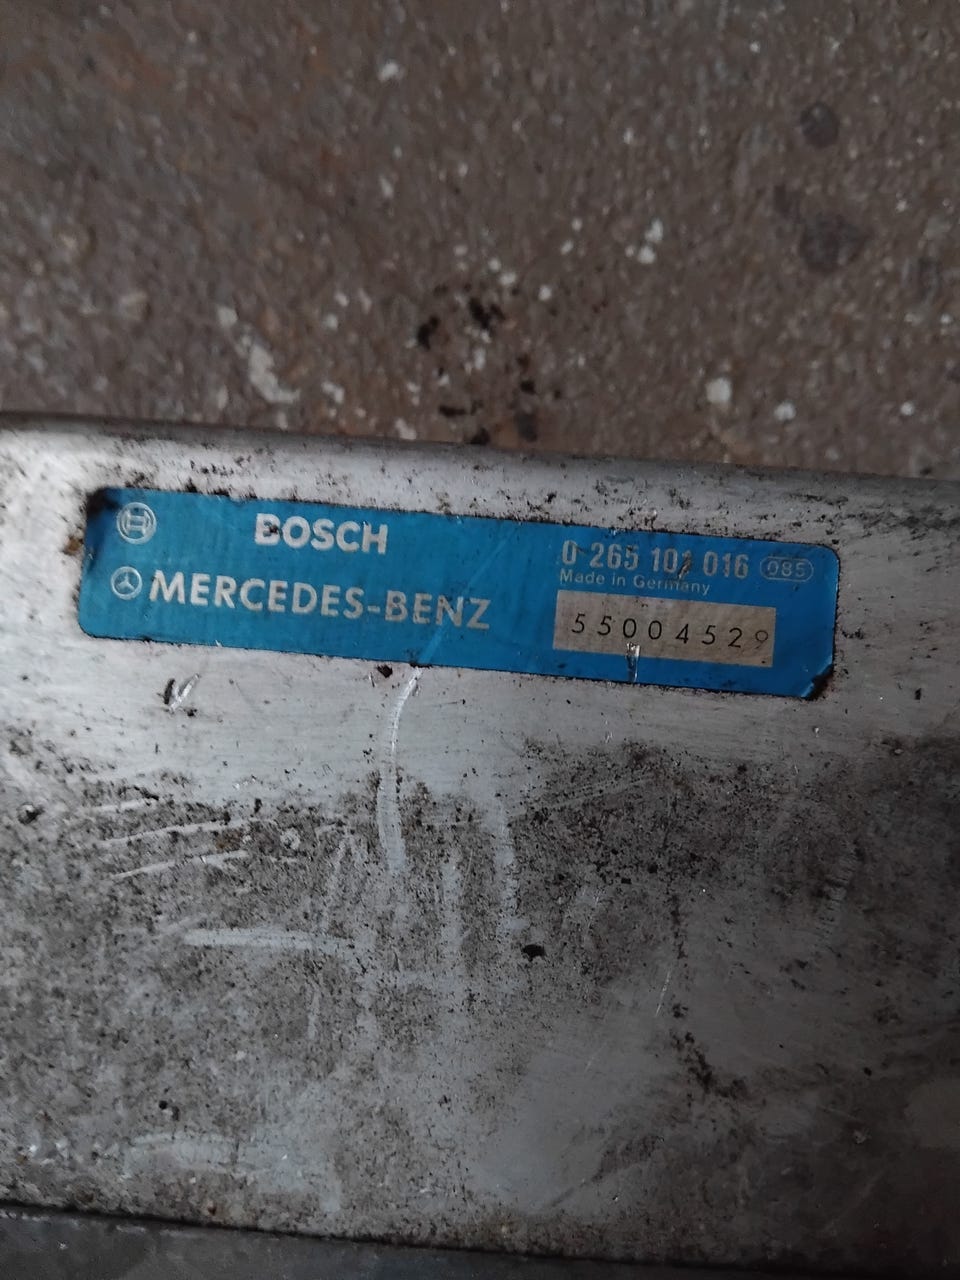 BOSCH
MERCEDES-BENZ
0 265 101 016 085
Made in Germany
55004529